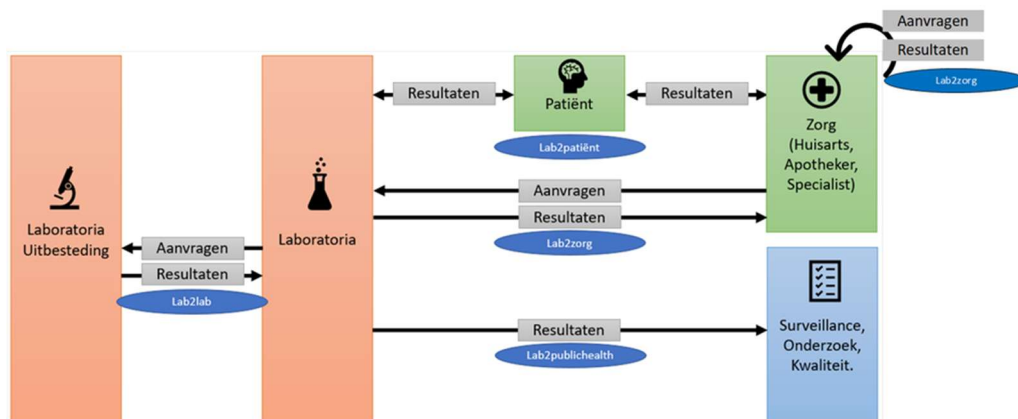 Aanvragen
Resultaten
Lab2zorg
Resultaten
Patiënt
Resultaten
Lab2patiënt
Zorg
(Huisarts,
Apotheker,
Specialist)
Aanvragen
Resultaten
Lab2zorg
Laboratoria
Laboratoria
Uitbesteding
Aanvragen
Resultaten
Lab2lab
Resultaten
Lab2publichealth
Surveillance,
Onderzoek,
Kwaliteit.